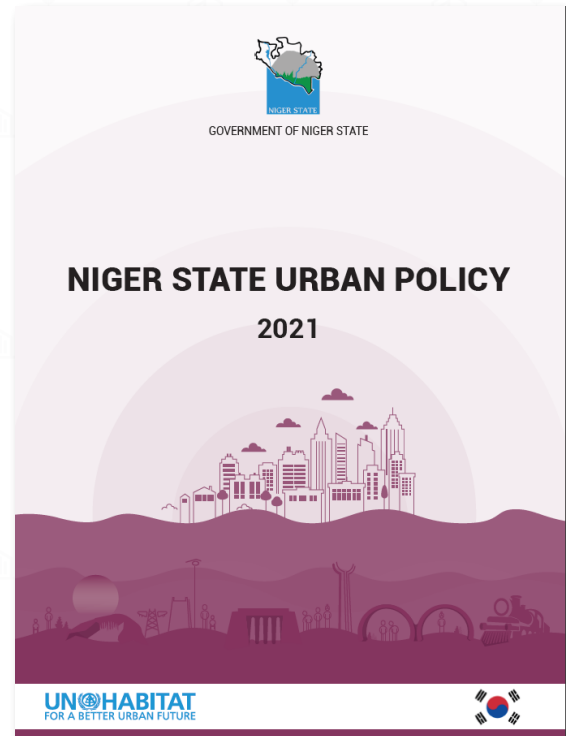 NIGER STATE
GOVERNMENT OF NIGER STATE
NIGER STATE URBAN POLICY
2021
UN HABITAT
FOR A BETTER URBAN FUTURE